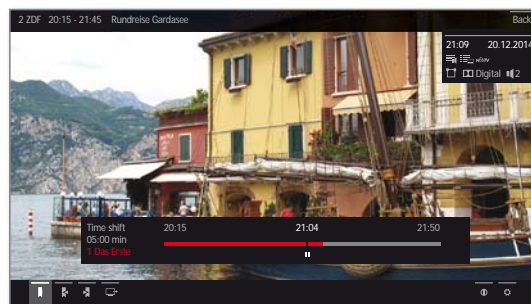 2 ZDF 20:15 - 21:45 Rundreise Gardasee
Back
21:09 20.12.2014
Digital 2
Time shift 20:15 21:04 21:50
05:00 min
1 Das Erste